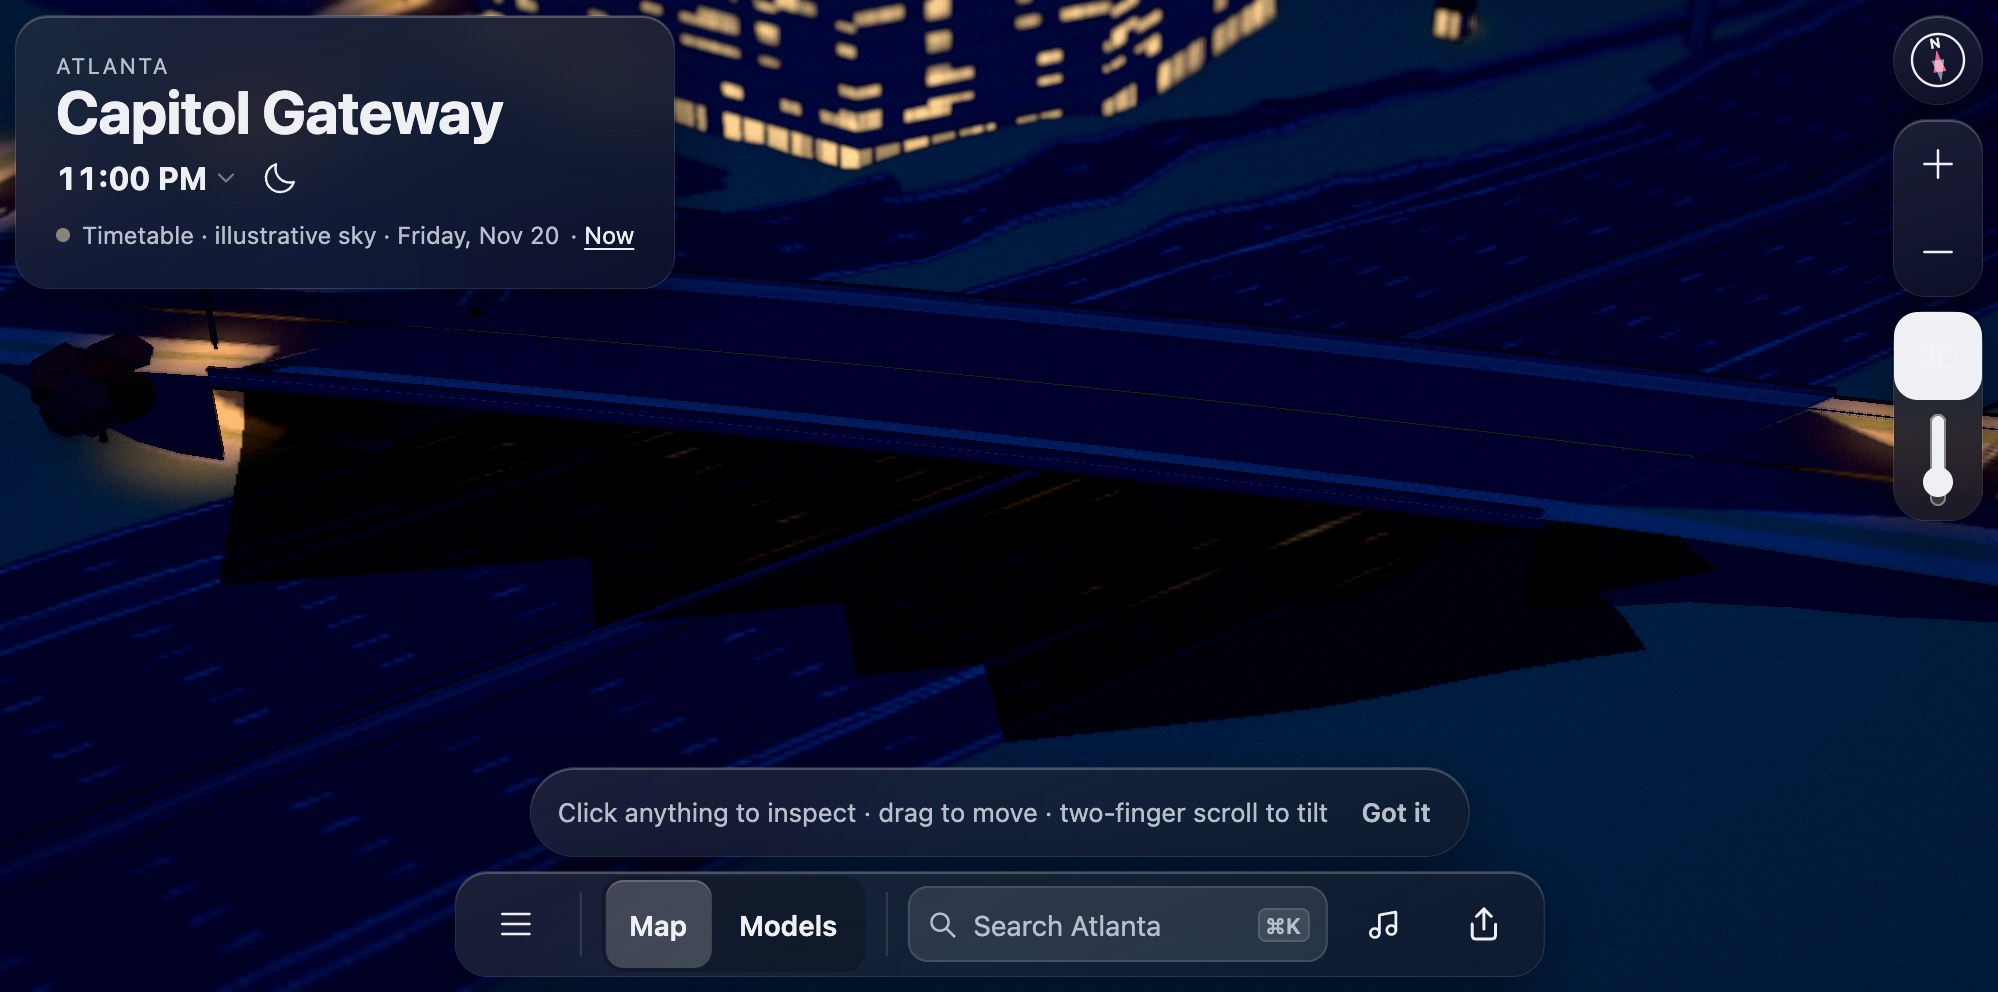 ATLANTA
Capitol Gateway
11:00 PM
Timetable · illustrative sky · Friday, Nov 20 · Now
N
3D
Click anything to inspect · drag to move · two-finger scroll to tilt Got it
Map Models Search Atlanta ⌘K